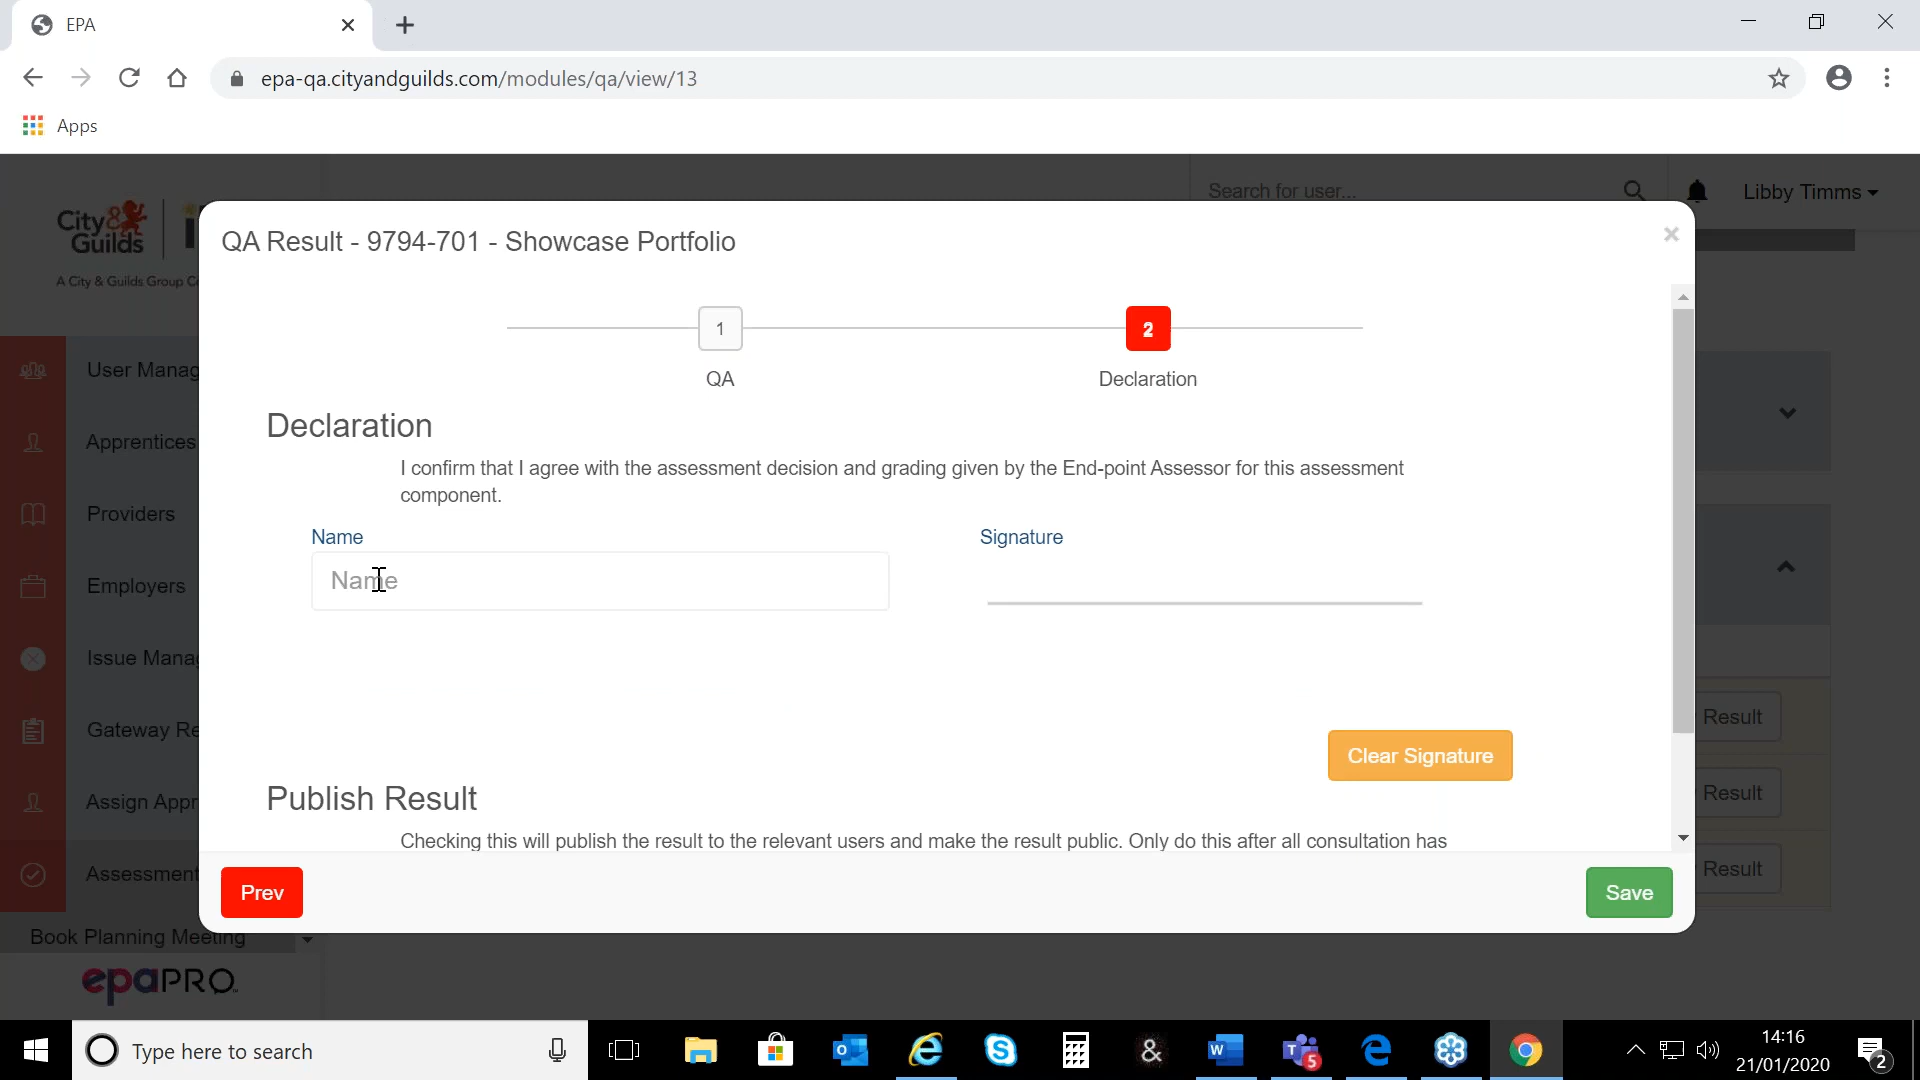 EPA
epa-qa.cityandguilds.com/modules/qa/view/13
Apps
Search for user...
Libby Timms
City &
Guilds
A City & Guilds Group
QA Result - 9794-701 - Showcase Portfolio
1
2
QA
Declaration
User Manag
Apprentices
Providers
Employers
Issue Mana
Gateway Re
Assign Appr
Assessment
Book Planning Meeting
epaPRO
Declaration
I confirm that I agree with the assessment decision and grading given by the End-point Assessor for this assessment
component.
Name
Signature
Name
Clear Signature
Publish Result
Checking this will publish the result to the relevant users and make the result public. Only do this after all consultation has
Result
Result
Result
Prev
Save
Type here to search
5
14:16
21/01/2020
2